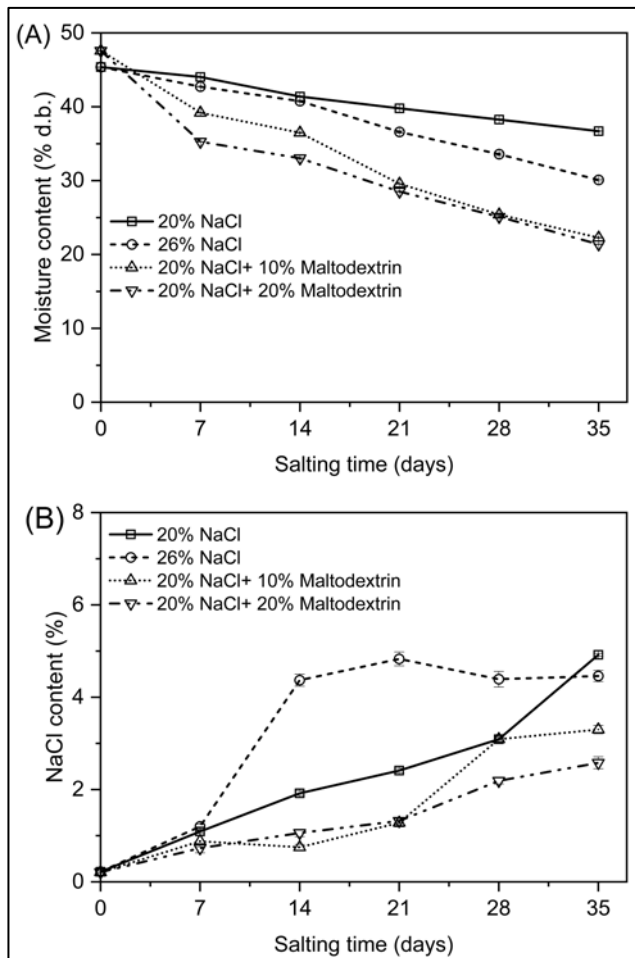 (A)
50
40
30
20
10
0
Moisture content (% d.b.)
20% NaCl
26% NaCl
20% NaCl+ 10% Maltodextrin
20% NaCl+ 20% Maltodextrin
0 7 14 21 28 35
Salting time (days)
(B)
8
6
4
2
0
NaCl content (%)
20% NaCl
26% NaCl
20% NaCl+ 10% Maltodextrin
20% NaCl+ 20% Maltodextrin
0 7 14 21 28 35
Salting time (days)